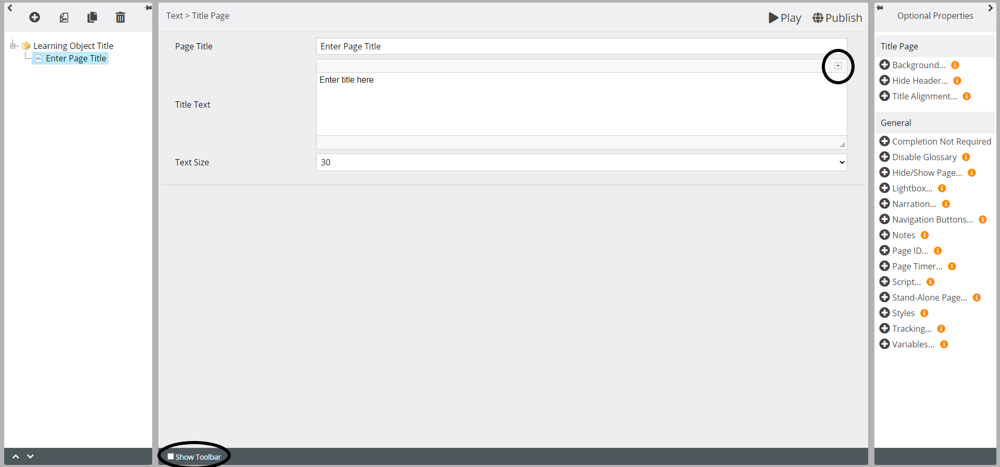 Learning Object Title
Enter Page Title
Text > Title Page
Play
Publish
Page Title
Enter Page Title
Title Text
Enter title here
Text Size
30
Show Toolbar
Optional Properties
Title Page
Background...
Hide Header...
Title Alignment...
General
Completion Not Required
Disable Glossary
Hide/Show Page...
Lightbox...
Narration...
Navigation Buttons...
Notes
Page ID...
Page Timer...
Script...
Stand-Alone Page...
Styles
Tracking...
Variables...